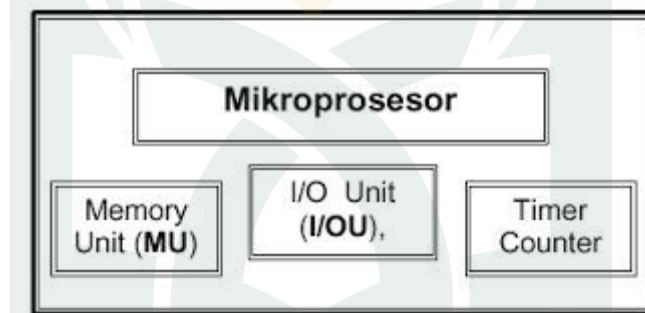 Mikroprosesor
Memory
Unit (MU)
I/O Unit
(I/OU),
Timer
Counter